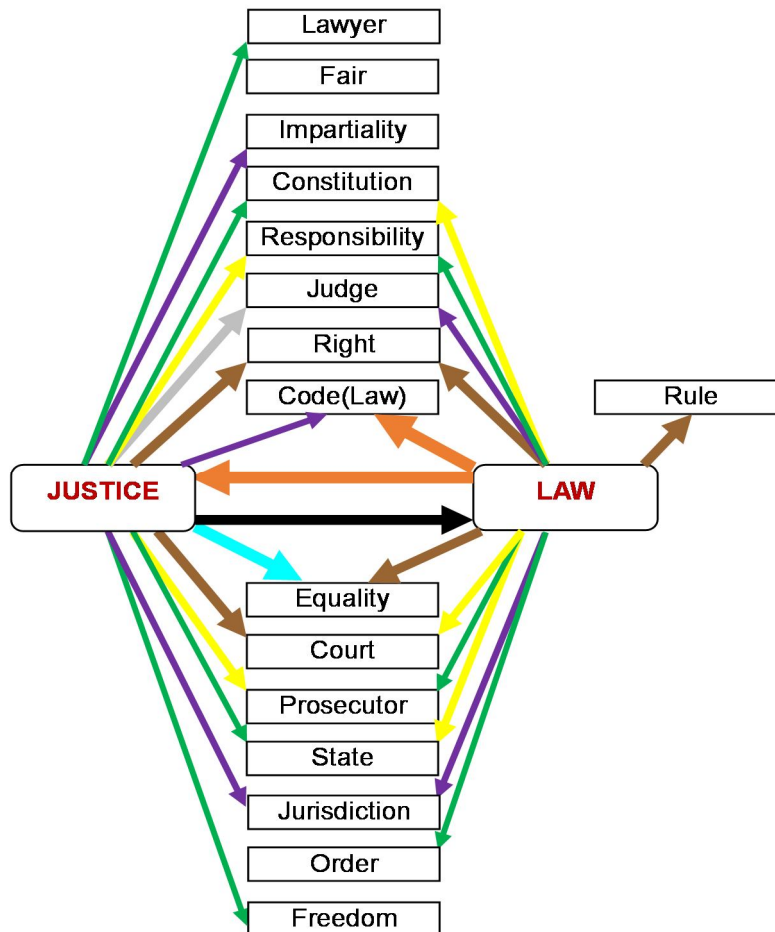 Lawyer
Fair
Impartiality
Constitution
Responsibility
Judge
Right
Code(Law)
Rule
JUSTICE
LAW
Equality
Court
Prosecutor
State
Jurisdiction
Order
Freedom